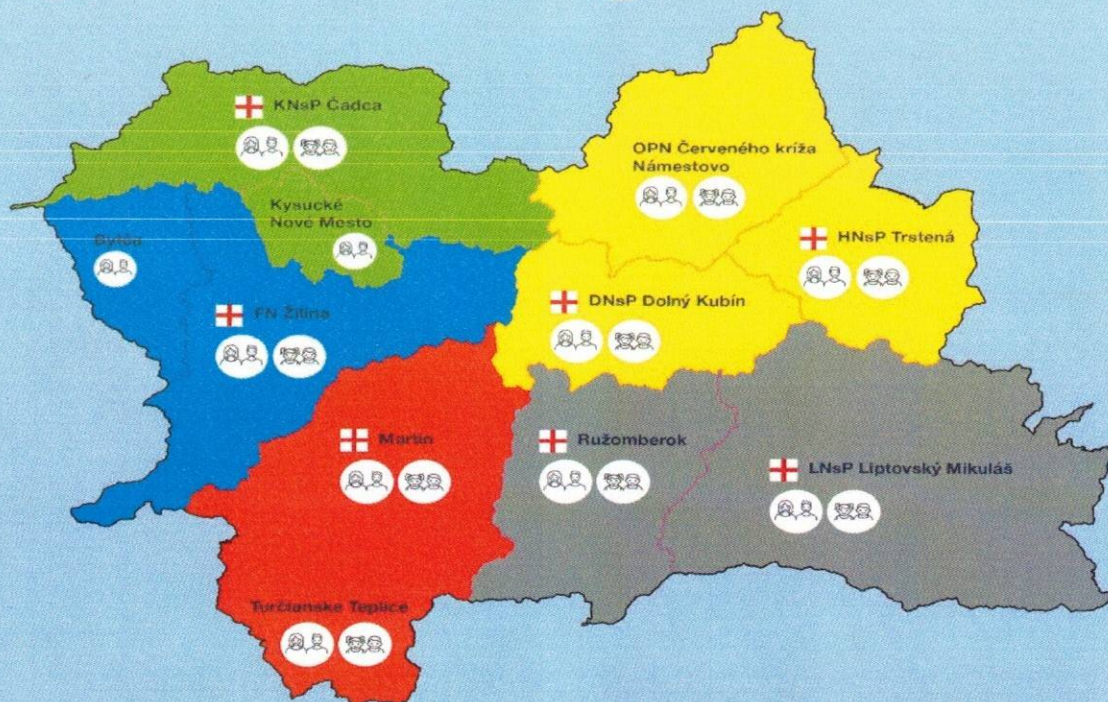 KNsP Čadca
OPN Červeného kríža
Námestovo
Kysucké
Nové Mesto
HNsP Trstená
Bytča
DNsP Dolný Kubín
FN Žilina
Martin
Ružomberok
LNsP Liptovský Mikuláš
Turčianske Teplice